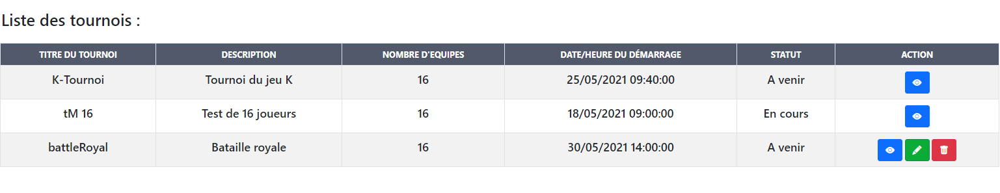 Liste des tournois :
TITRE DU TOURNOI DESCRIPTION NOMBRE D'EQUIPES DATE/HEURE DU DÉMARRAGE STATUT ACTION
K-Tournoi Tournoi du jeu K 16 25/05/2021 09:40:00 A venir
tM 16 Test de 16 joueurs 16 18/05/2021 09:00:00 En cours
battleRoyal Bataille royale 16 30/05/2021 14:00:00 A venir